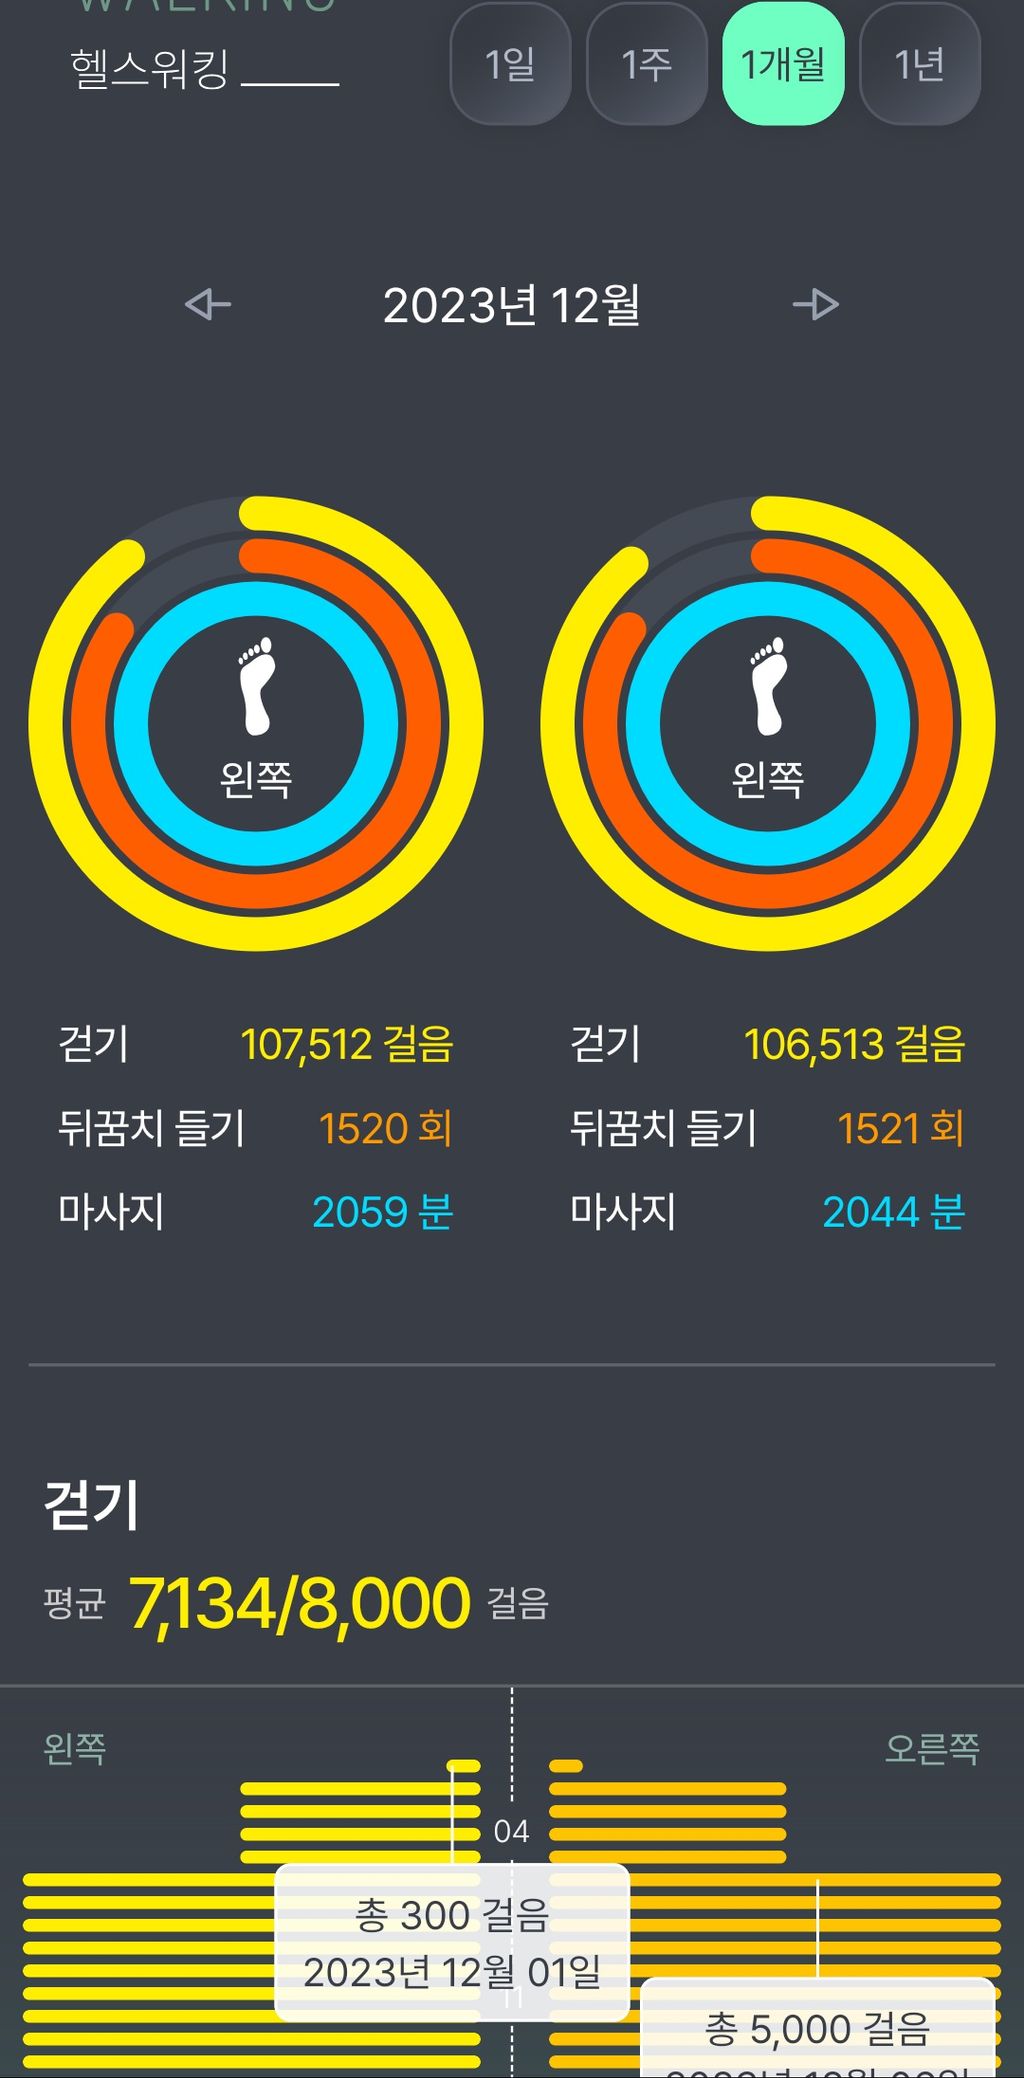 WALKING
헬스워킹
1일 1주 1개월 1년
2023년 12월
왼쪽
왼쪽
걷기 107,512 걸음
뒤꿈치 들기 1520 회
마사지 2059 분
걷기 106,513 걸음
뒤꿈치 들기 1521 회
마사지 2044 분
걷기
평균 7,134/8,000 걸음
왼쪽
오른쪽
04
총 300 걸음
2023년 12월 01일
11
총 5,000 걸음